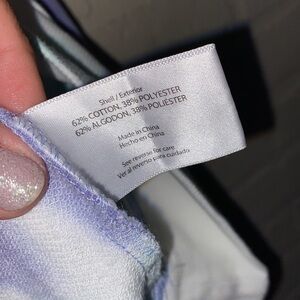 Shell / Exterior
62% COTTON, 38% POLYESTER
62% ALGODON, 38% POLIESTER
Made in China
Hecho en China
See reverse for care
Ver al reverso para cuidado